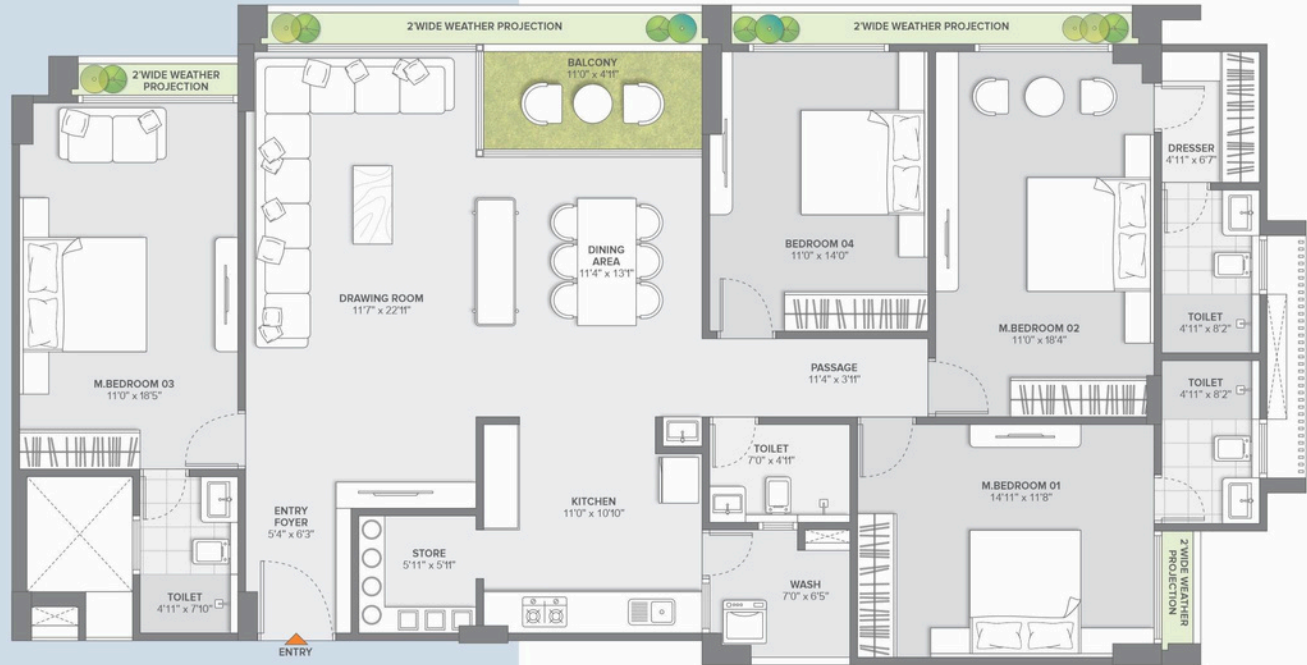 2'WIDE WEATHER PROJECTION
2'WIDE WEATHER PROJECTION
2'WIDE WEATHER
PROJECTION
BALCONY
11'0" x 4'11"
DRESSER
4'11" x 6'7"
BEDROOM 04
11'0" x 14'0"
DINING
AREA
11'4" x 13'1"
DRAWING ROOM
11'7" x 22'11"
TOILET
4'11" x 8'2"
M.BEDROOM 02
11'0" x 18'4"
M.BEDROOM 03
11'0" x 18'5"
PASSAGE
11'4" x 3'11"
TOILET
4'11" x 8'2"
TOILET
7'0" x 4'11"
M.BEDROOM 01
14'11" x 11'8"
KITCHEN
11'0" x 10'10"
ENTRY
FOYER
5'4" x 6'3"
STORE
5'11" x 5'11"
WASH
7'0" x 6'5"
TOILET
4'11" x 7'10"
2'WIDE WEATHER
PROJECTION
ENTRY